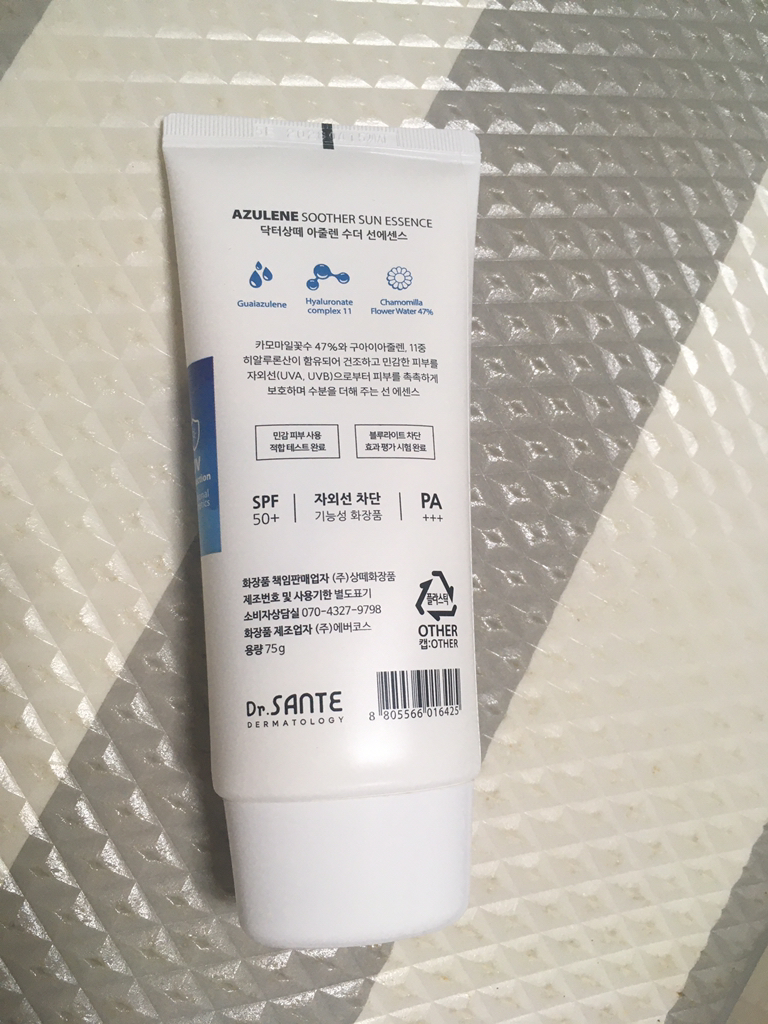 AZULENE SOOTHER SUN ESSENCE
닥터상떼 아줄렌 수더 선에센스
Guaiazulene
Hyaluronate
complex 11
Chamomilla
Flower Water 47%
카모마일꽃수 47%와 구아이아줄렌, 11중
히알루론산이 함유되어 건조하고 민감한 피부를
자외선(UVA, UVB)으로부터 피부를 촉촉하게
보호하며 수분을 더해 주는 선 에센스
민감 피부 사용
적합 테스트 완료
블루라이트 차단
효과 평가 시험 완료
SPF
50+
자외선 차단
기능성 화장품
PA
+++
화장품 책임판매업자 (주)상떼화장품
제조번호 및 사용기한 별도표기
소비자상담실 070-4327-9798
화장품 제조업자 (주)에버코스
용량 75g
플라스틱
OTHER
캡:OTHER
Dr.SANTE
DERMATOLOGY
8 805566 016425